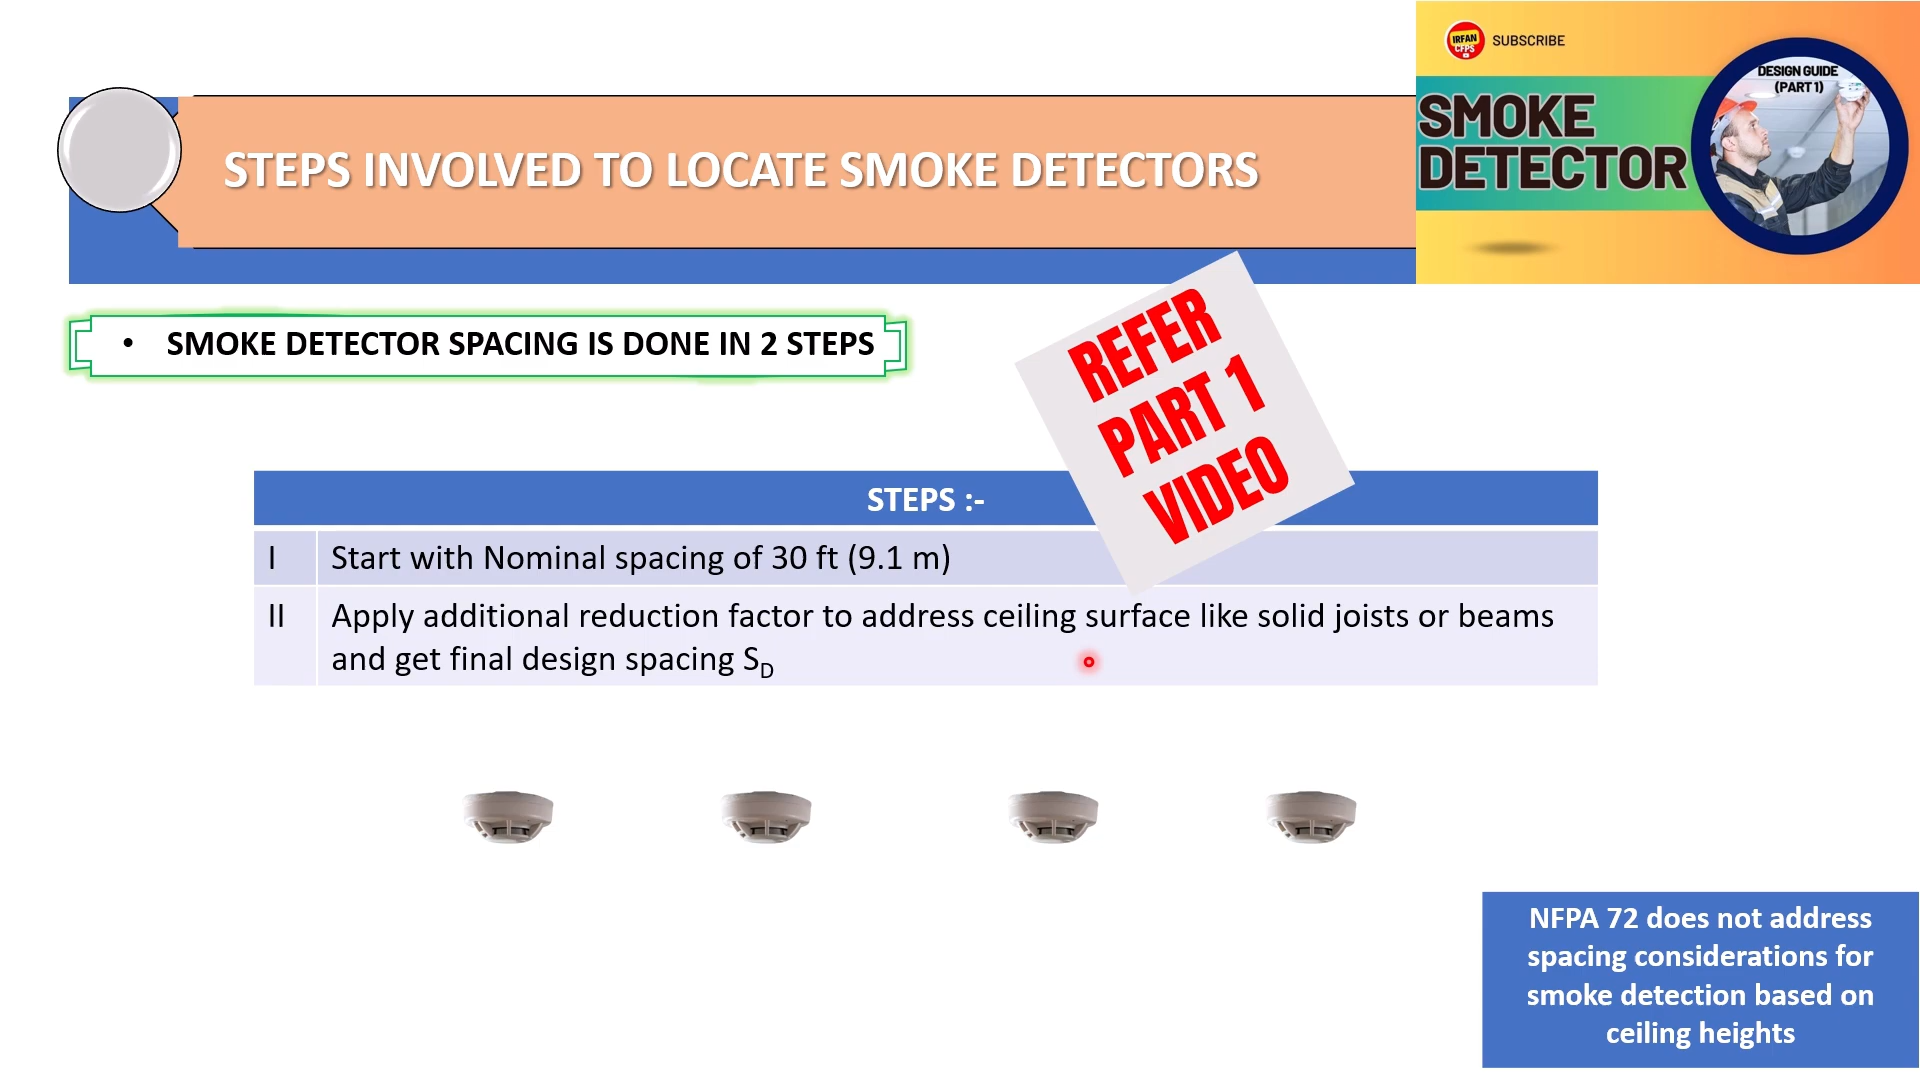 IRFAN
CFPS
SUBSCRIBE
DESIGN GUIDE
(PART 1)
SMOKE
DETECTOR
STEPS INVOLVED TO LOCATE SMOKE DETECTORS
• SMOKE DETECTOR SPACING IS DONE IN 2 STEPS
REFER
PART 1
VIDEO
STEPS :-
I Start with Nominal spacing of 30 ft (9.1 m)
II Apply additional reduction factor to address ceiling surface like solid joists or beams
and get final design spacing S_D
NFPA 72 does not address
spacing considerations for
smoke detection based on
ceiling heights